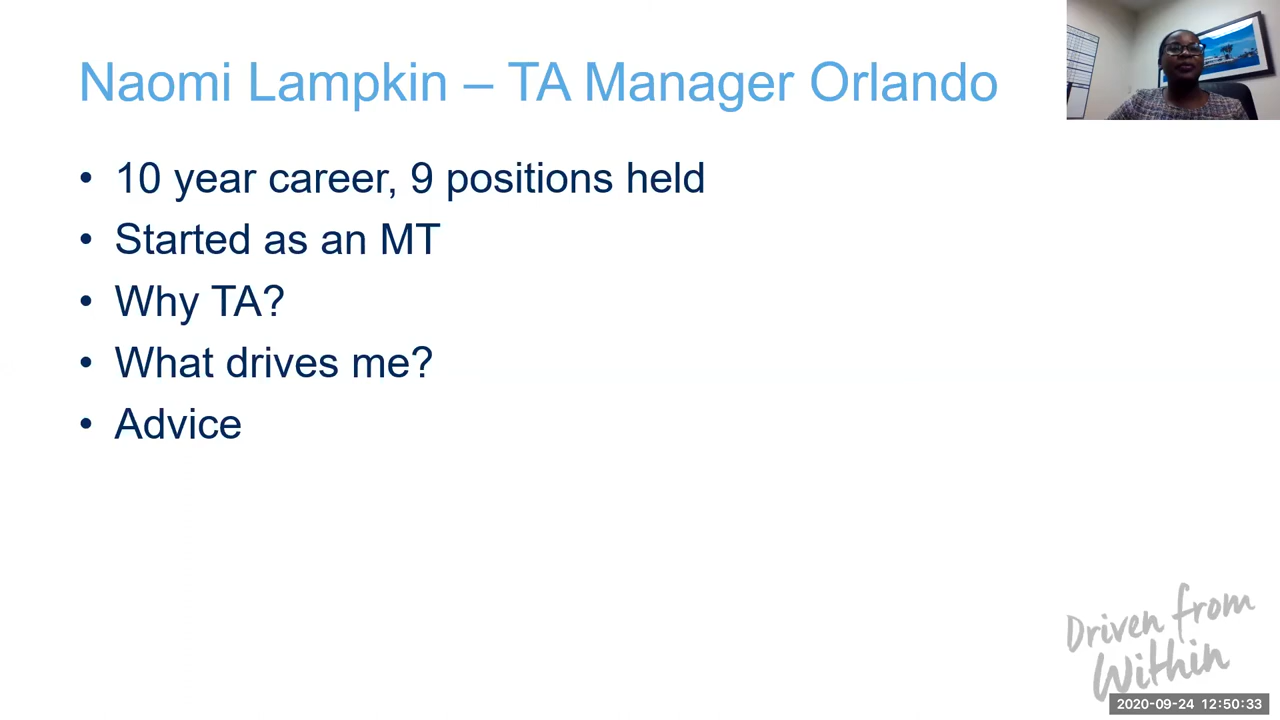 Naomi Lampkin – TA Manager Orlando
• 10 year career, 9 positions held
• Started as an MT
• Why TA?
• What drives me?
• Advice
Driven from
Within
2020-09-24 12:50:33